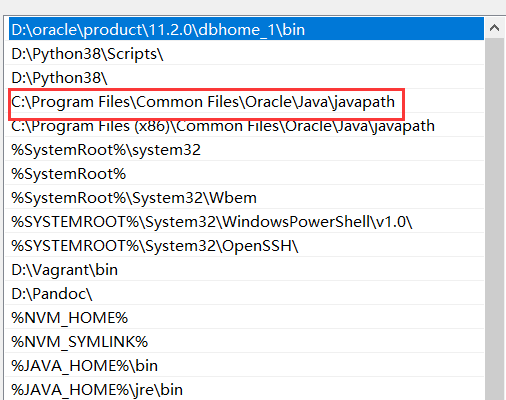 D:\oracle\product\11.2.0\dbhome_1\bin
D:\Python38\Scripts\
D:\Python38\
C:\Program Files\Common Files\Oracle\Java\javapath
C:\Program Files (x86)\Common Files\Oracle\Java\javapath
%SystemRoot%\system32
%SystemRoot%
%SystemRoot%\System32\Wbem
%SYSTEMROOT%\System32\WindowsPowerShell\v1.0\
%SYSTEMROOT%\System32\OpenSSH\
D:\Vagrant\bin
D:\Pandoc\
%NVM_HOME%
%NVM_SYMLINK%
%JAVA_HOME%\bin
%JAVA_HOME%\jre\bin